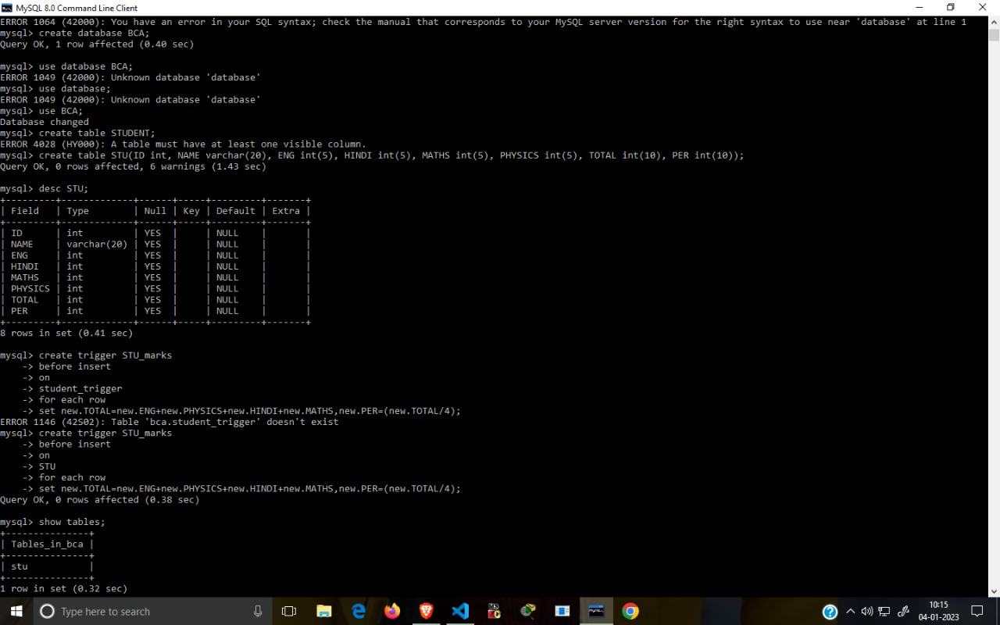 MySQL 8.0 Command Line Client
ERROR 1064 (42000): You have an error in your SQL syntax; check the manual that corresponds to your MySQL server version for the right syntax to use near 'database' at line 1
mysql> create database BCA;
Query OK, 1 row affected (0.40 sec)
mysql> use database BCA;
ERROR 1049 (42000): Unknown database 'database'
mysql> use database;
ERROR 1049 (42000): Unknown database 'database'
mysql> use BCA;
Database changed
mysql> create table STUDENT;
ERROR 4028 (HY000): A table must have at least one visible column.
mysql> create table STU(ID int, NAME varchar(20), ENG int(5), HINDI int(5), MATHS int(5), PHYSICS int(5), TOTAL int(10), PER int(10));
Query OK, 0 rows affected, 6 warnings (1.43 sec)
mysql> desc STU;
+---------+-------------+------+-----+---------+-------+
| Field   | Type        | Null | Key | Default | Extra |
+---------+-------------+------+-----+---------+-------+
| ID      | int         | YES  |     | NULL    |       |
| NAME    | varchar(20) | YES  |     | NULL    |       |
| ENG     | int         | YES  |     | NULL    |       |
| HINDI   | int         | YES  |     | NULL    |       |
| MATHS   | int         | YES  |     | NULL    |       |
| PHYSICS | int         | YES  |     | NULL    |       |
| TOTAL   | int         | YES  |     | NULL    |       |
| PER     | int         | YES  |     | NULL    |       |
+---------+-------------+------+-----+---------+-------+
8 rows in set (0.41 sec)
mysql> create trigger STU_marks
    -> before insert
    -> on
    -> student_trigger
    -> for each row
    -> set new.TOTAL=new.ENG+new.PHYSICS+new.HINDI+new.MATHS,new.PER=(new.TOTAL/4);
ERROR 1146 (42S02): Table 'bca.student_trigger' doesn't exist
mysql> create trigger STU_marks
    -> before insert
    -> on
    -> STU
    -> for each row
    -> set new.TOTAL=new.ENG+new.PHYSICS+new.HINDI+new.MATHS,new.PER=(new.TOTAL/4);
Query OK, 0 rows affected (0.38 sec)
mysql> show tables;
+---------------+
| Tables_in_bca |
+---------------+
| stu           |
+---------------+
1 row in set (0.32 sec)
Type here to search
10:15
04-01-2023